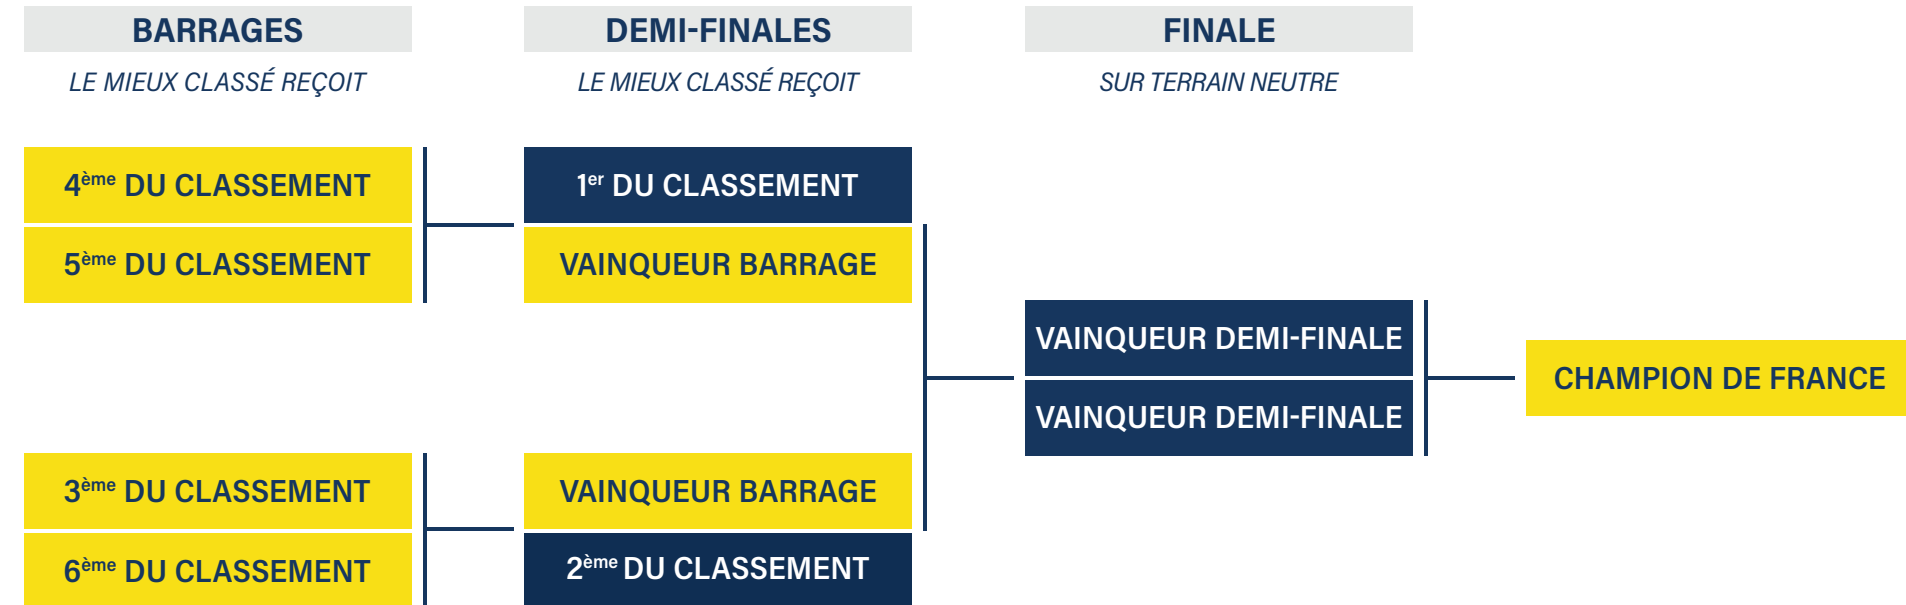 BARRAGES
LE MIEUX CLASSÉ REÇOIT
4ème DU CLASSEMENT
5ème DU CLASSEMENT
3ème DU CLASSEMENT
6ème DU CLASSEMENT
DEMI-FINALES
LE MIEUX CLASSÉ REÇOIT
1er DU CLASSEMENT
VAINQUEUR BARRAGE
VAINQUEUR BARRAGE
2ème DU CLASSEMENT
FINALE
SUR TERRAIN NEUTRE
VAINQUEUR DEMI-FINALE
VAINQUEUR DEMI-FINALE
CHAMPION DE FRANCE